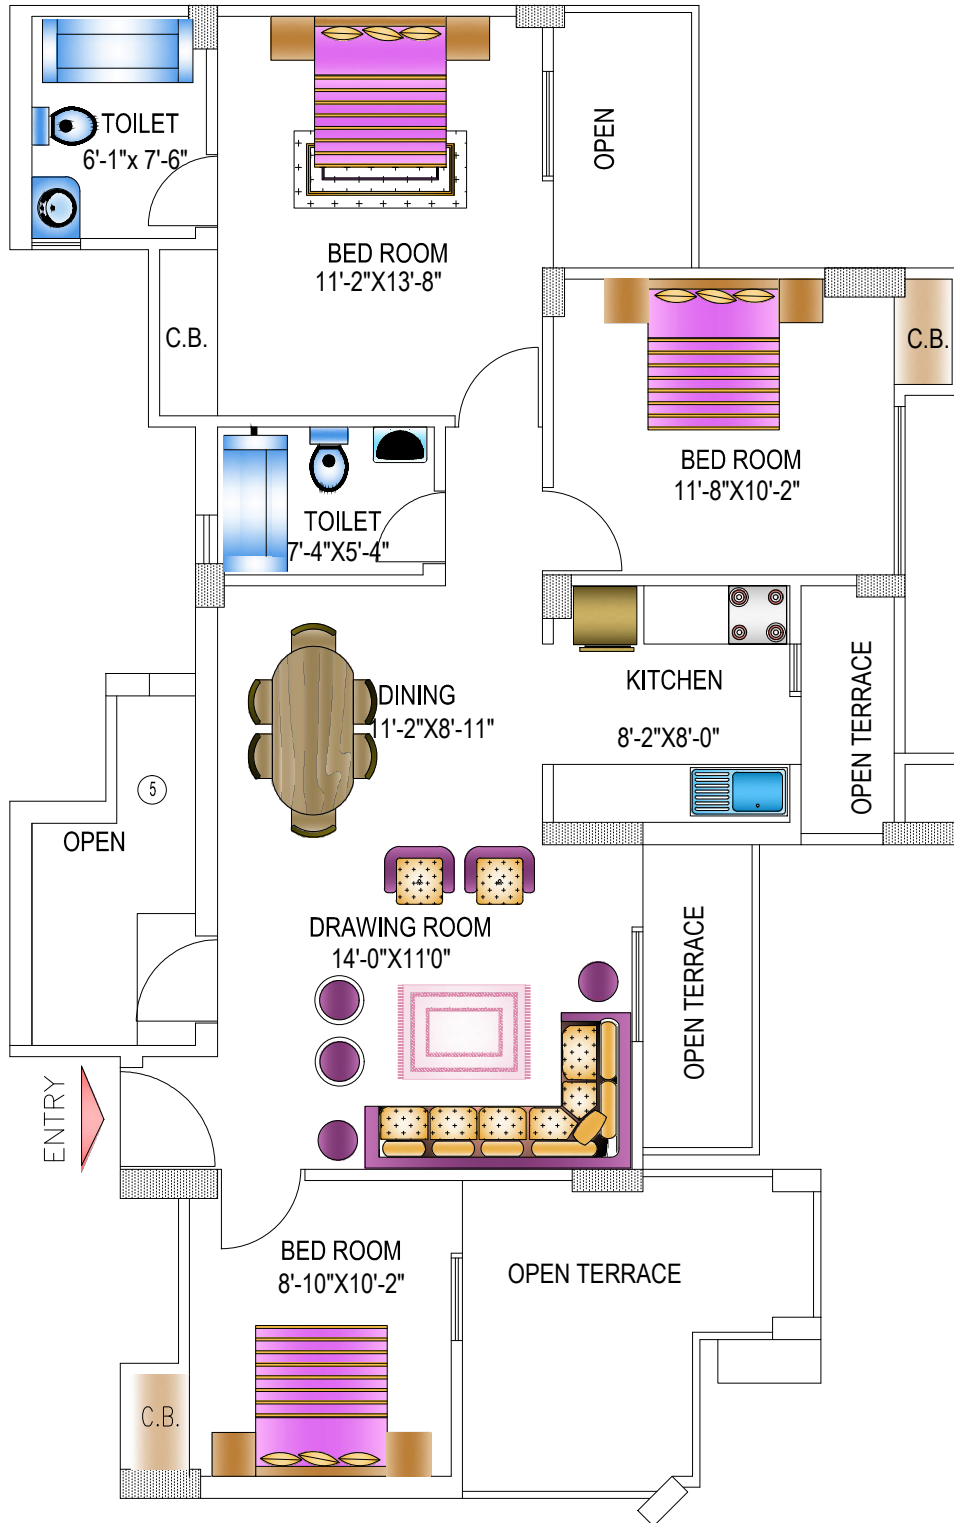 TOILET
6'-1"x 7'-6"
OPEN
BED ROOM
11'-2"X13'-8"
C.B.
C.B.
BED ROOM
11'-8"X10'-2"
TOILET
7'-4"X5'-4"
KITCHEN
8'-2"X8'-0"
DINING
11'-2"X8'-11"
OPEN TERRACE
5
OPEN
DRAWING ROOM
14'-0"X11'0"
OPEN TERRACE
ENTRY
BED ROOM
8'-10"X10'-2"
OPEN TERRACE
C.B.